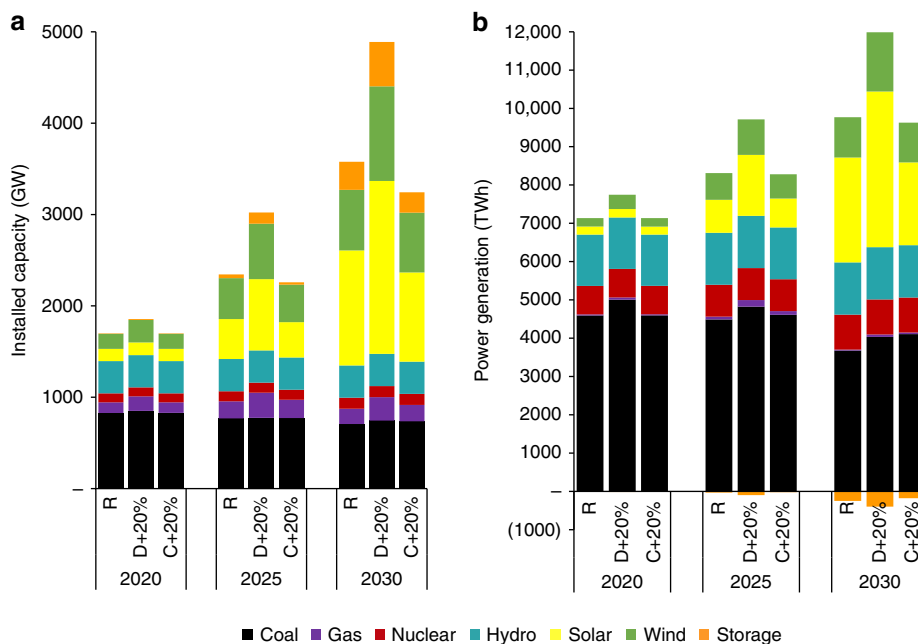 a
Installed capacity (GW)
5000
4000
3000
2000
1000
–
R
D+20%
C+20%
R
D+20%
C+20%
R
D+20%
C+20%
2020
2025
2030
b
Power generation (TWh)
12,000
11,000
10,000
9000
8000
7000
6000
5000
4000
3000
2000
1000
–
(1000)
R
D+20%
C+20%
R
D+20%
C+20%
R
D+20%
C+20%
2020
2025
2030
Coal Gas Nuclear Hydro Solar Wind Storage